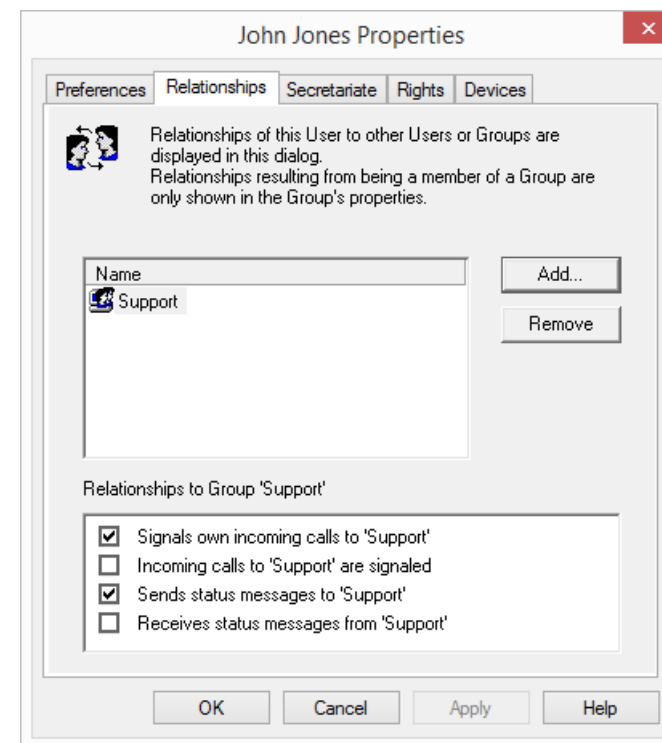 John Jones Properties
Preferences Relationships Secretariate Rights Devices
Relationships of this User to other Users or Groups are
displayed in this dialog.
Relationships resulting from being a member of a Group are
only shown in the Group's properties.
Name
Add...
Support
Remove
Relationships to Group 'Support'
Signals own incoming calls to 'Support'
Incoming calls to 'Support' are signaled
Sends status messages to 'Support'
Receives status messages from 'Support'
OK Cancel Apply Help